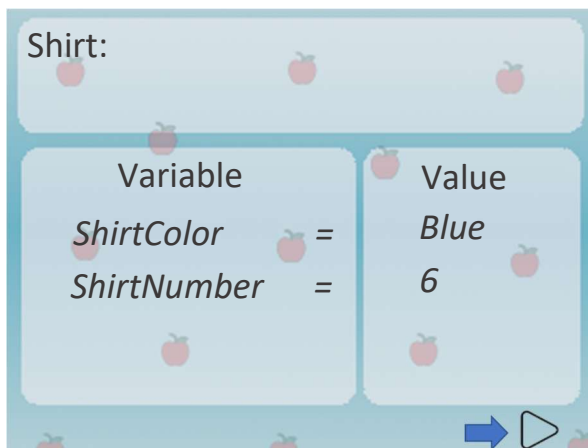 Shirt:
Variable Value
ShirtColor = Blue
ShirtNumber = 6